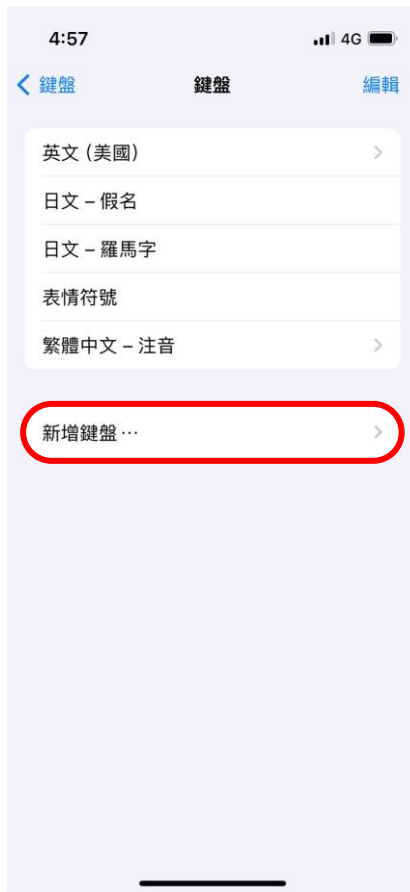 4:57 4G
鍵盤 鍵盤 編輯
英文 (美國)
日文 – 假名
日文 – 羅馬字
表情符號
繁體中文 – 注音
新增鍵盤⋯